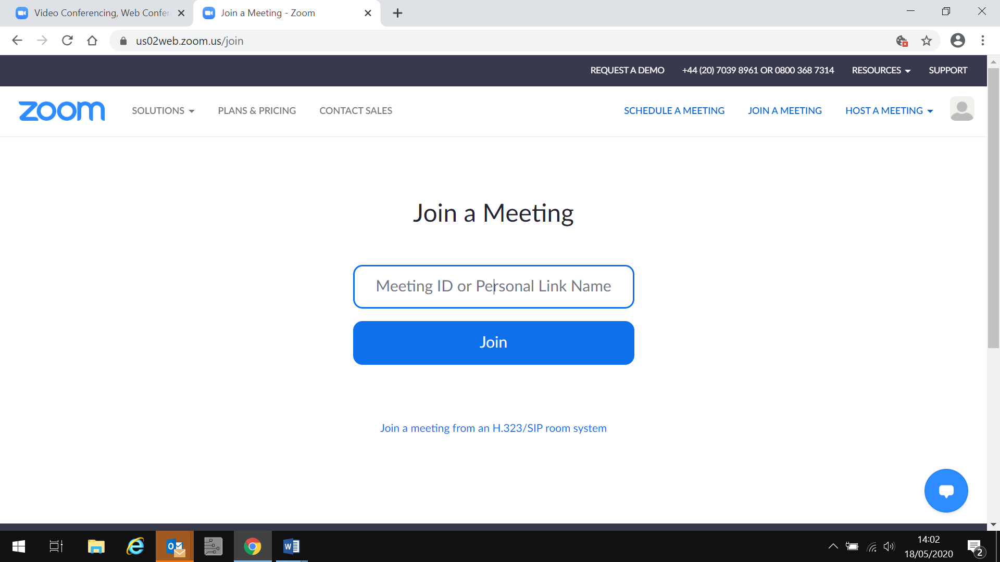 Video Conferencing, Web Confer
Join a Meeting - Zoom
us02web.zoom.us/join
REQUEST A DEMO +44 (20) 7039 8961 OR 0800 368 7314 RESOURCES SUPPORT
zoom SOLUTIONS PLANS & PRICING CONTACT SALES SCHEDULE A MEETING JOIN A MEETING HOST A MEETING
Join a Meeting
Meeting ID or Personal Link Name
Join
Join a meeting from an H.323/SIP room system
14:02
18/05/2020
2